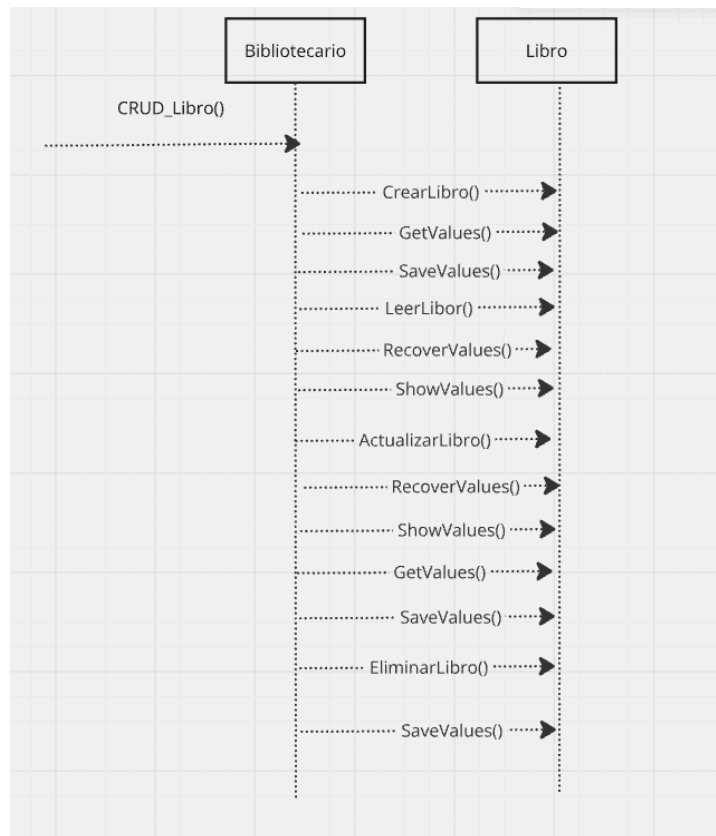 Bibliotecario
Libro
CRUD_Libro()
CrearLibro()
GetValues()
SaveValues()
LeerLibor()
RecoverValues()
ShowValues()
ActualizarLibro()
RecoverValues()
ShowValues()
GetValues()
SaveValues()
EliminarLibro()
SaveValues()